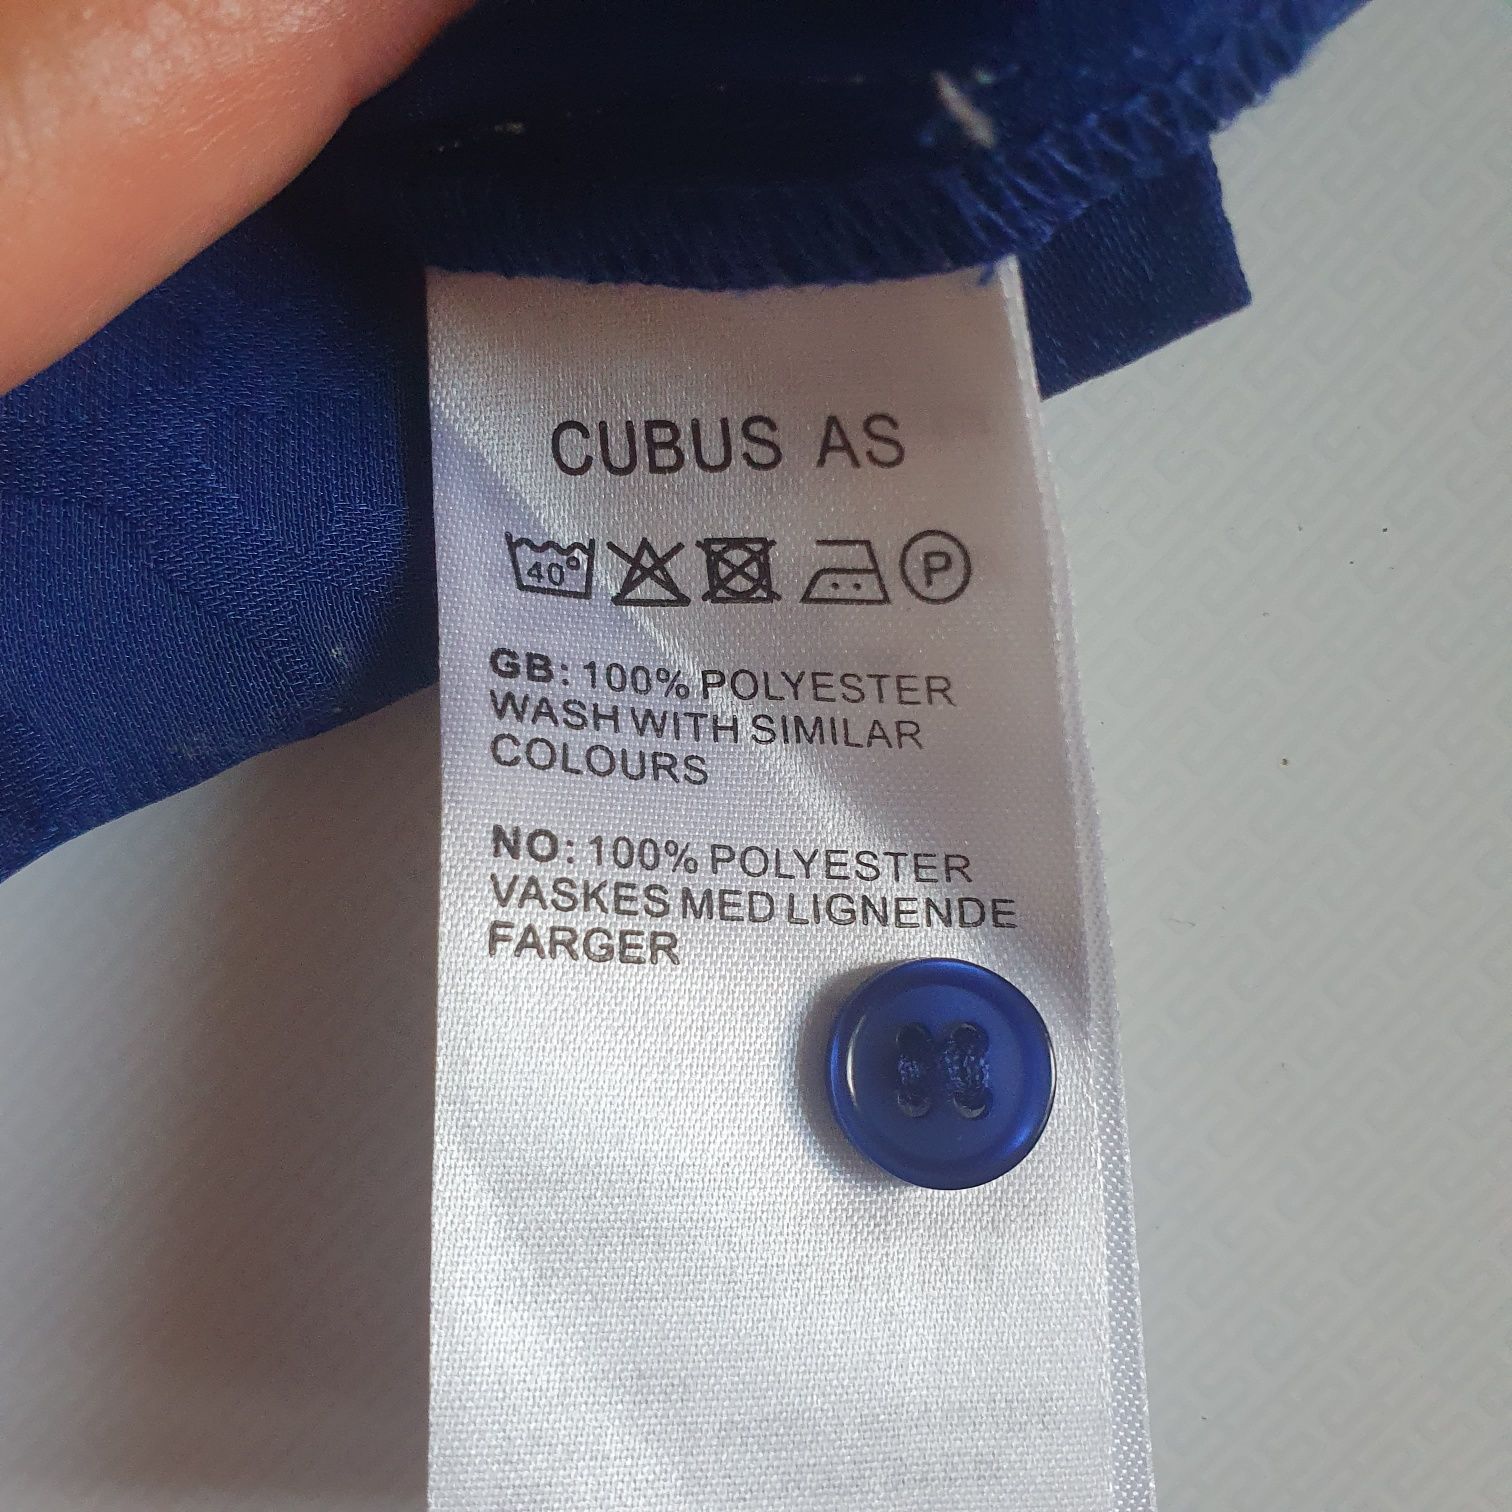 CUBUS AS
40° P
GB: 100% POLYESTER
WASH WITH SIMILAR
COLOURS
NO: 100% POLYESTER
VASKES MED LIGNENDE
FARGER